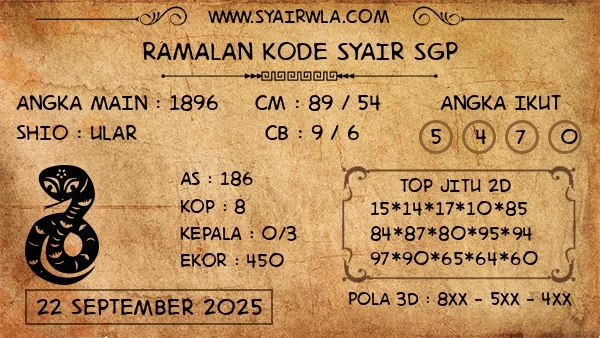 WWW.SYAIRWLA.COM
RAMALAN KODE SYAIR SGP
ANGKA MAIN : 1896 CM : 89 / 54 ANGKA IKUT
SHIO : ULAR CB : 9 / 6 5 4 7 0
AS : 186
KOP : 8
KEPALA : 0/3
EKOR : 450
TOP JITU 2D
15*14*17*10*85
84*87*80*95*94
97*90*65*64*60
22 SEPTEMBER 2025
POLA 3D : 8XX - 5XX - 4XX